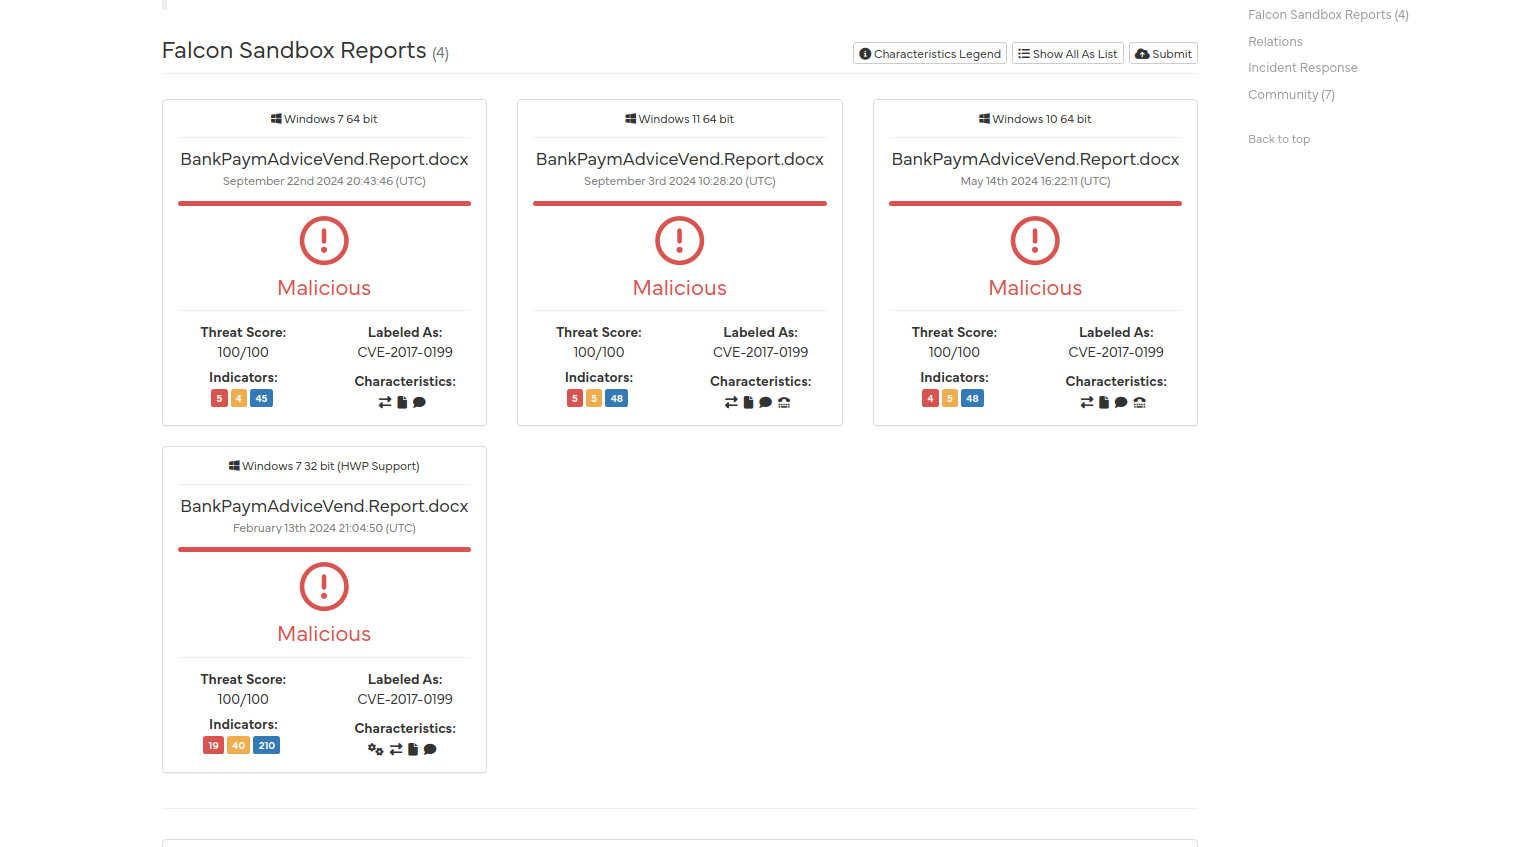 Falcon Sandbox Reports (4)
Characteristics Legend
Show All As List
Submit
Windows 7 64 bit
BankPaymAdviceVend.Report.docx
September 22nd 2024 20:43:46 (UTC)
Malicious
Threat Score:
100/100
Labeled As:
CVE-2017-0199
Indicators:
5 4 45
Characteristics:
Windows 11 64 bit
BankPaymAdviceVend.Report.docx
September 3rd 2024 10:28:20 (UTC)
Malicious
Threat Score:
100/100
Labeled As:
CVE-2017-0199
Indicators:
5 5 48
Characteristics:
Windows 10 64 bit
BankPaymAdviceVend.Report.docx
May 14th 2024 16:22:11 (UTC)
Malicious
Threat Score:
100/100
Labeled As:
CVE-2017-0199
Indicators:
4 5 48
Characteristics:
Windows 7 32 bit (HWP Support)
BankPaymAdviceVend.Report.docx
February 13th 2024 21:04:50 (UTC)
Malicious
Threat Score:
100/100
Labeled As:
CVE-2017-0199
Indicators:
19 40 210
Characteristics:
Falcon Sandbox Reports (4)
Relations
Incident Response
Community (7)
Back to top